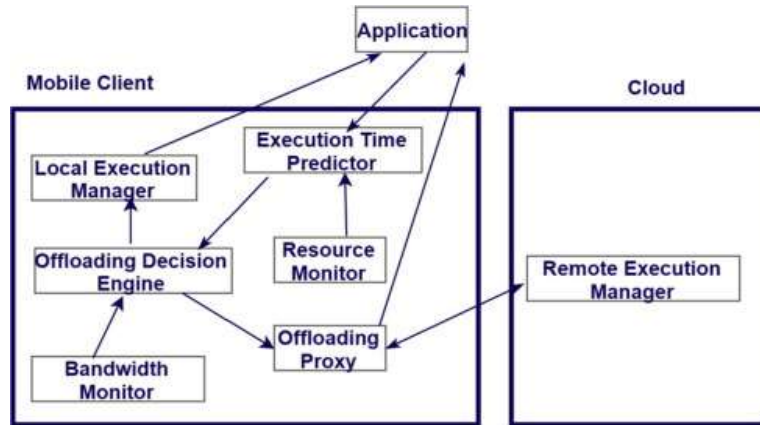 Application
Mobile Client
Cloud
Execution Time
Predictor
Local Execution
Manager
Resource
Monitor
Offloading Decision
Engine
Remote Execution
Manager
Offloading
Proxy
Bandwidth
Monitor